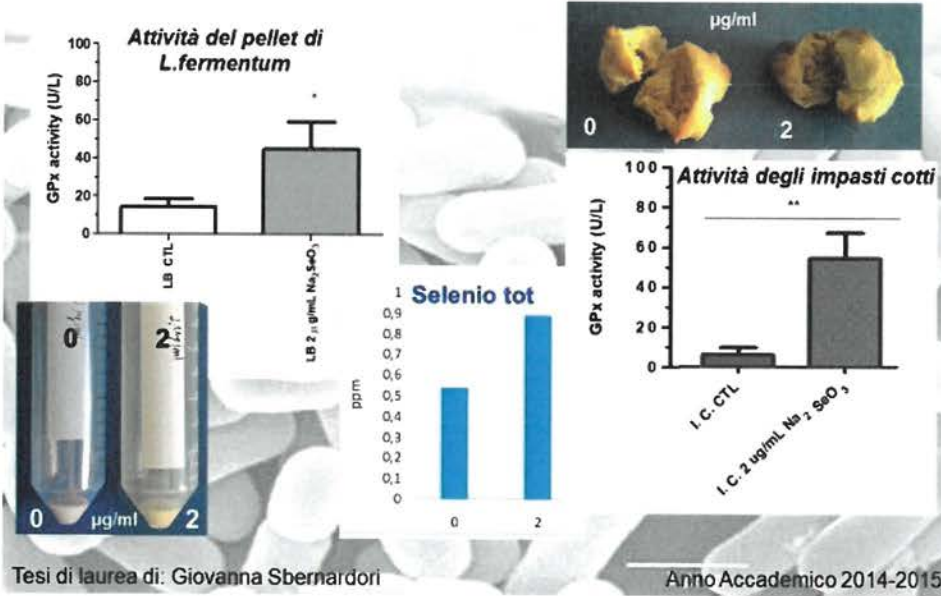 Attività del pellet di
L.fermentum
GPx activity (U/L)
100
80
60
40
20
0
*
LB CTL
LB 2 µ g/mL Na₂SeO₃
µg/ml
0
2
Attività degli impasti cotti
GPx activity (U/L)
100
80
60
40
20
0
**
I. C. CTL
I. C. 2 ug/mL Na₂ SeO₃
0
2
0
µg/ml
2
Selenio tot
ppm
1
0,9
0,8
0,7
0,6
0,5
0,4
0,3
0,2
0,1
0
0
2
Tesi di laurea di: Giovanna Sbernardori
Anno Accademico 2014-2015